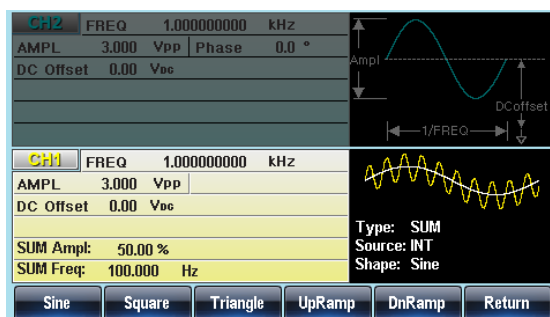 CH2 FREQ 1.000000000 kHz
AMPL 3.000 Vpp Phase 0.0 °
DC Offset 0.00 VDC
Ampl
DCoffset
1/FREQ
CH1 FREQ 1.000000000 kHz
AMPL 3.000 Vpp
DC Offset 0.00 VDC
SUM Ampl: 50.00 %
SUM Freq: 100.000 Hz
Type: SUM
Source: INT
Shape: Sine
Sine Square Triangle UpRamp DnRamp Return